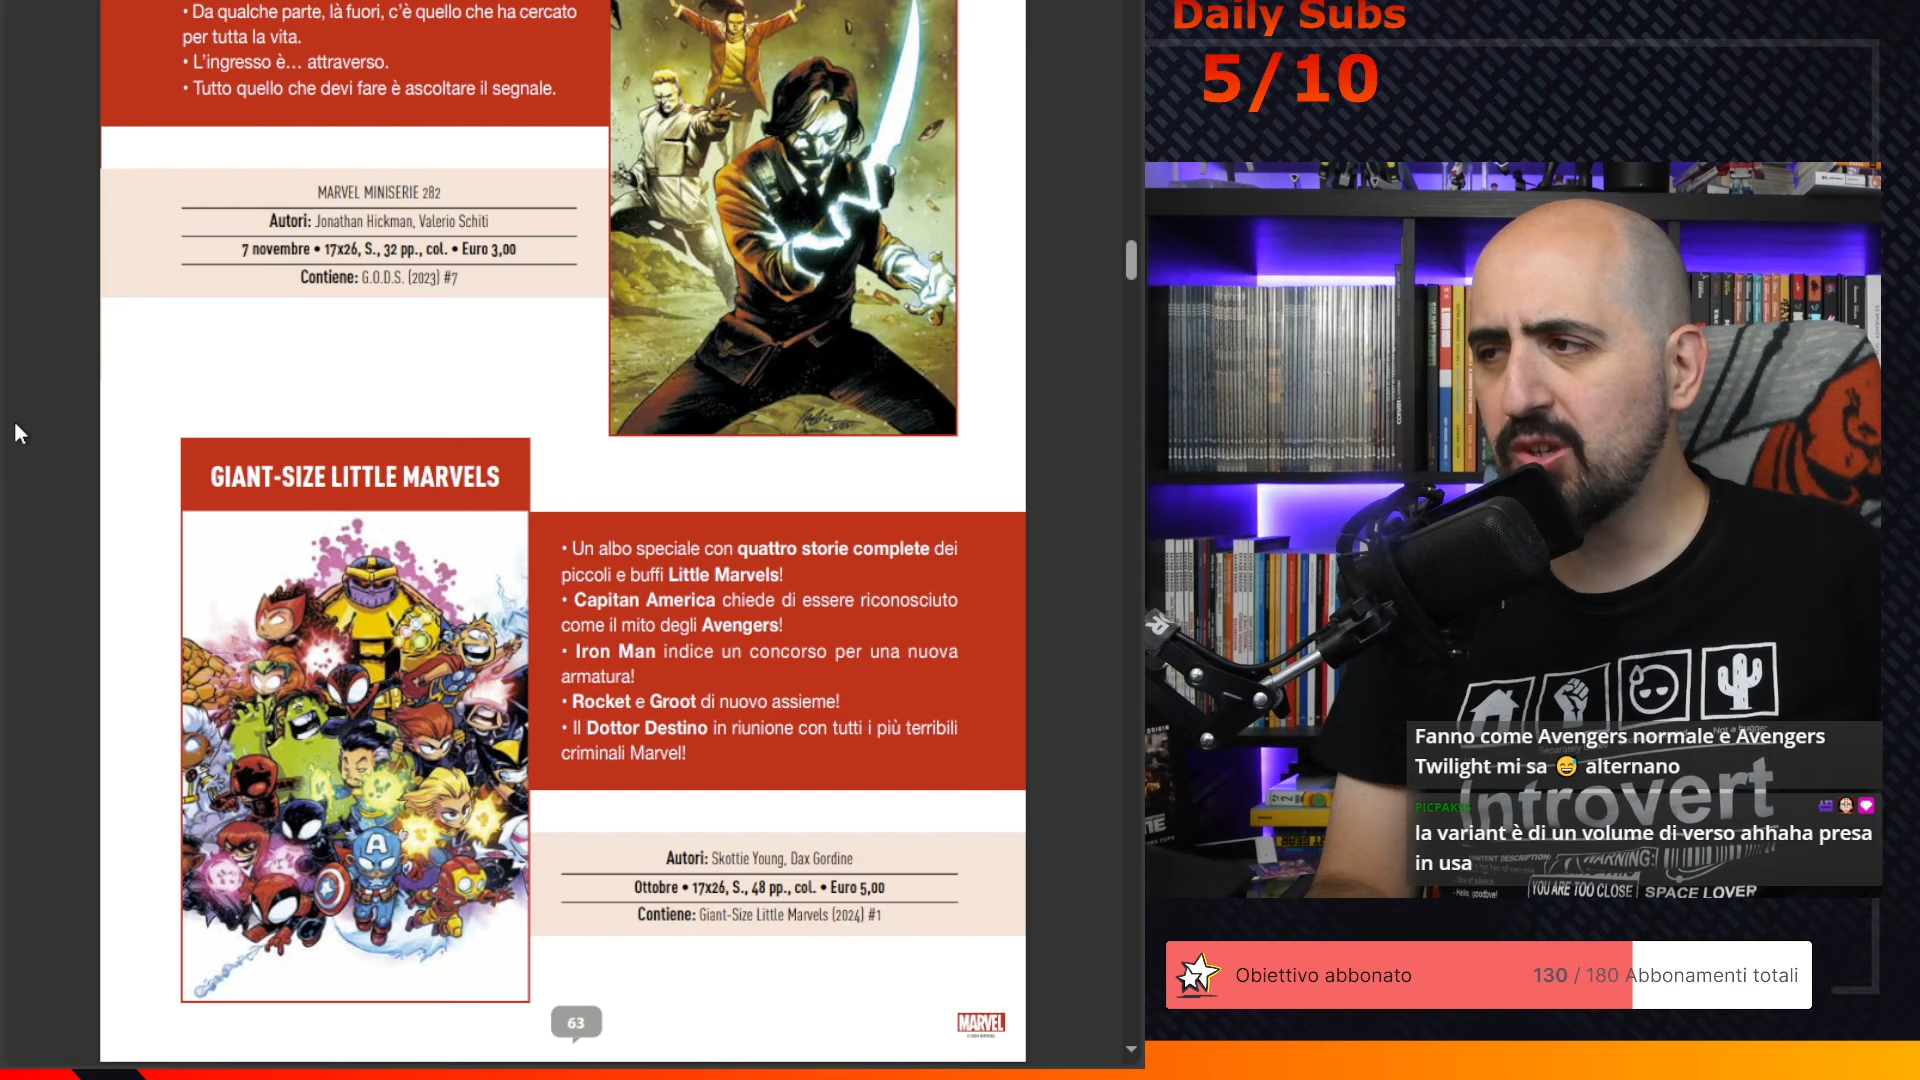 • Da qualche parte, là fuori, c'è quello che ha cercato
per tutta la vita.
• L'ingresso è… attraverso.
• Tutto quello che devi fare è ascoltare il segnale.
MARVEL MINISERIE 282
Autori: Jonathan Hickman, Valerio Schiti
7 novembre • 17x26, S., 32 pp., col. • Euro 3,00
Contiene: G.O.D.S. (2023) #7
GIANT-SIZE LITTLE MARVELS
• Un albo speciale con quattro storie complete dei
piccoli e buffi Little Marvels!
• Capitan America chiede di essere riconosciuto
come il mito degli Avengers!
• Iron Man indice un concorso per una nuova
armatura!
• Rocket e Groot di nuovo assieme!
• Il Dottor Destino in riunione con tutti i più terribili
criminali Marvel!
Autori: Skottie Young, Dax Gordine
Ottobre • 17x26, S., 48 pp., col. • Euro 5,00
Contiene: Giant-Size Little Marvels (2024) #1
63
MARVEL
Daily Subs
5/10
Fanno come Avengers normale e Avengers
Twilight mi sa 😅 alternano
la variant è di un volume di verso ahhaha presa
in usa
Introvert
WARNING:
YOU ARE TOO CLOSE
SPACE LOVER
Obiettivo abbonato
130 / 180 Abbonamenti totali